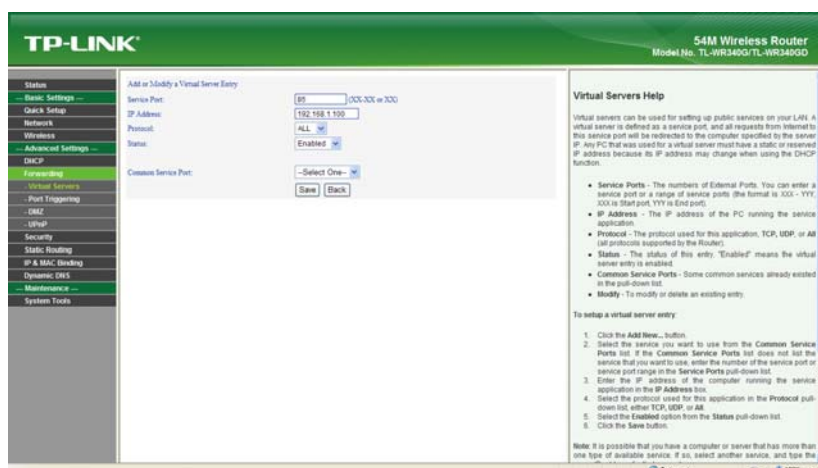 TP-LINK®
54M Wireless Router
Model No. TL-WR340G/TL-WR340GD
Status
--- Basic Settings ---
Quick Setup
Network
Wireless
--- Advanced Settings ---
DHCP
Forwarding
- Virtual Servers
- Port Triggering
- DMZ
- UPnP
Security
Static Routing
IP & MAC Binding
Dynamic DNS
--- Maintenance ---
System Tools
Add or Modify a Virtual Server Entry
Service Port: 85 (XX-XX or XX)
IP Address: 192.168.1.100
Protocol: ALL
Status: Enabled
Common Service Port: --Select One--
Save Back
Virtual Servers Help
Virtual servers can be used for setting up public services on your LAN. A
virtual server is defined as a service port, and all requests from Internet to
this service port will be redirected to the computer specified by the server
IP. Any PC that was used for a virtual server must have a static or reserved
IP address because its IP address may change when using the DHCP
function.
• Service Ports - The numbers of External Ports. You can enter a
service port or a range of service ports (the format is XXX - YYY,
XXX is Start port, YYY is End port).
• IP Address - The IP address of the PC running the service
application.
• Protocol - The protocol used for this application, TCP, UDP, or All
(all protocols supported by the Router).
• Status - The status of this entry. "Enabled" means the virtual
server entry is enabled.
• Common Service Ports - Some common services already existed
in the pull-down list.
• Modify - To modify or delete an existing entry.
To setup a virtual server entry:
1. Click the Add New... button.
2. Select the service you want to use from the Common Service
Ports list. If the Common Service Ports list does not list the
service that you want to use, enter the number of the service port or
service port range in the Service Ports pull-down list.
3. Enter the IP address of the computer running the service
application in the IP Address box.
4. Select the protocol used for this application in the Protocol pull-
down list, either TCP, UDP, or All.
5. Select the Enabled option from the Status pull-down list.
6. Click the Save button.
Note: It is possible that you have a computer or server that has more than
one type of available service. If so, select another service, and type the